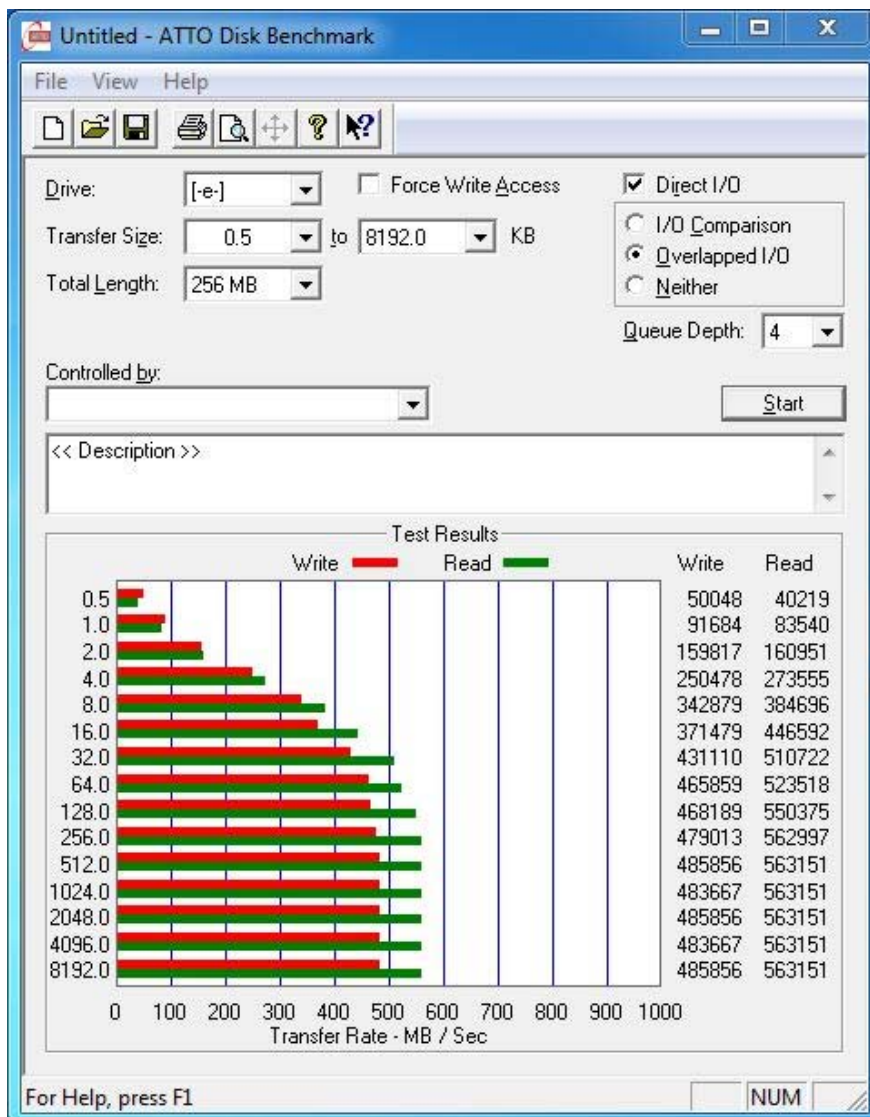 Untitled - ATTO Disk Benchmark
File View Help
Drive: [-e-] Force Write Access Direct I/O
Transfer Size: 0.5 to 8192.0 KB I/O Comparison
Overlapped I/O
Total Length: 256 MB Neither
Queue Depth: 4
Controlled by:
Start
<< Description >>
Test Results
Write Read Write Read
0.5 50048 40219
1.0 91684 83540
2.0 159817 160951
4.0 250478 273555
8.0 342879 384696
16.0 371479 446592
32.0 431110 510722
64.0 465859 523518
128.0 468189 550375
256.0 479013 562997
512.0 485856 563151
1024.0 483667 563151
2048.0 485856 563151
4096.0 483667 563151
8192.0 485856 563151
0 100 200 300 400 500 600 700 800 900 1000
Transfer Rate - MB / Sec
For Help, press F1 NUM